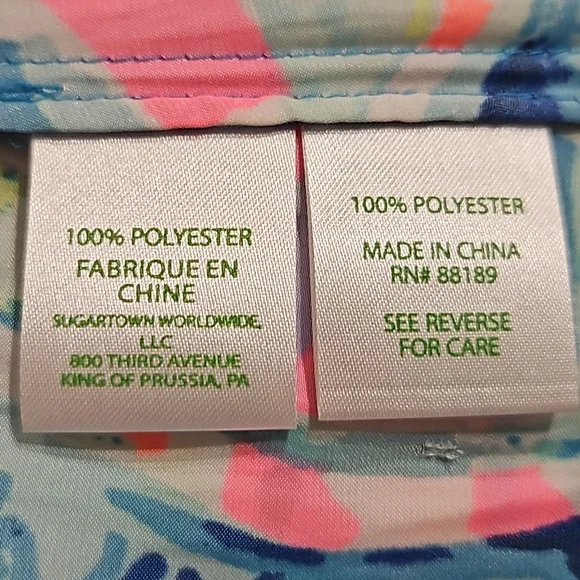 100% POLYESTER
FABRIQUE EN
CHINE
SUGARTOWN WORLDWIDE,
LLC
800 THIRD AVENUE
KING OF PRUSSIA, PA
100% POLYESTER
MADE IN CHINA
RN# 88189
SEE REVERSE
FOR CARE